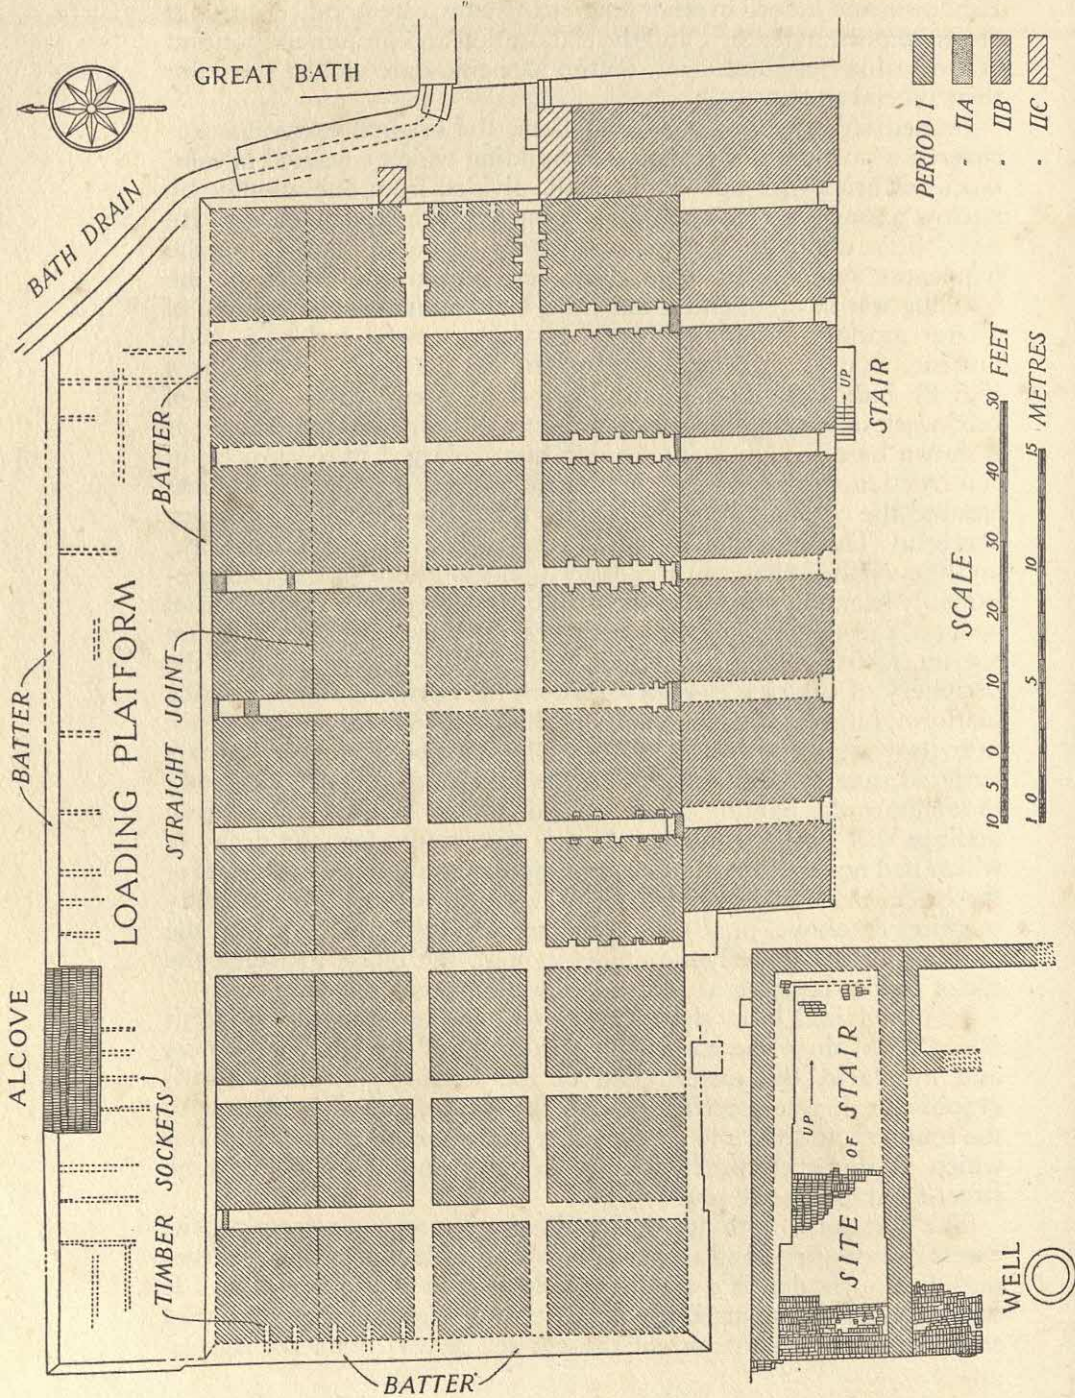 GREAT BATH
BATH DRAIN
BATTER
LOADING PLATFORM
BATTER
STRAIGHT JOINT
ALCOVE
TIMBER SOCKETS
BATTER
UP
STAIR
UP
SITE OF STAIR
WELL
PERIOD I
" IIA
" IIB
" IIC
SCALE
10 5 0 10 20 30 40 50 FEET
1 0 5 10 15 METRES